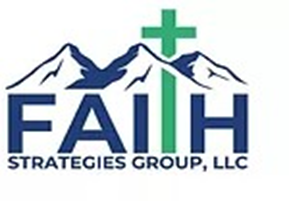 FAITH
STRATEGIES GROUP, LLC